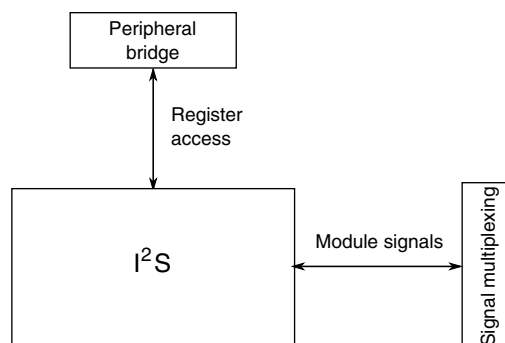 Peripheral
bridge
Register
access
I²S
Module signals
Signal multiplexing